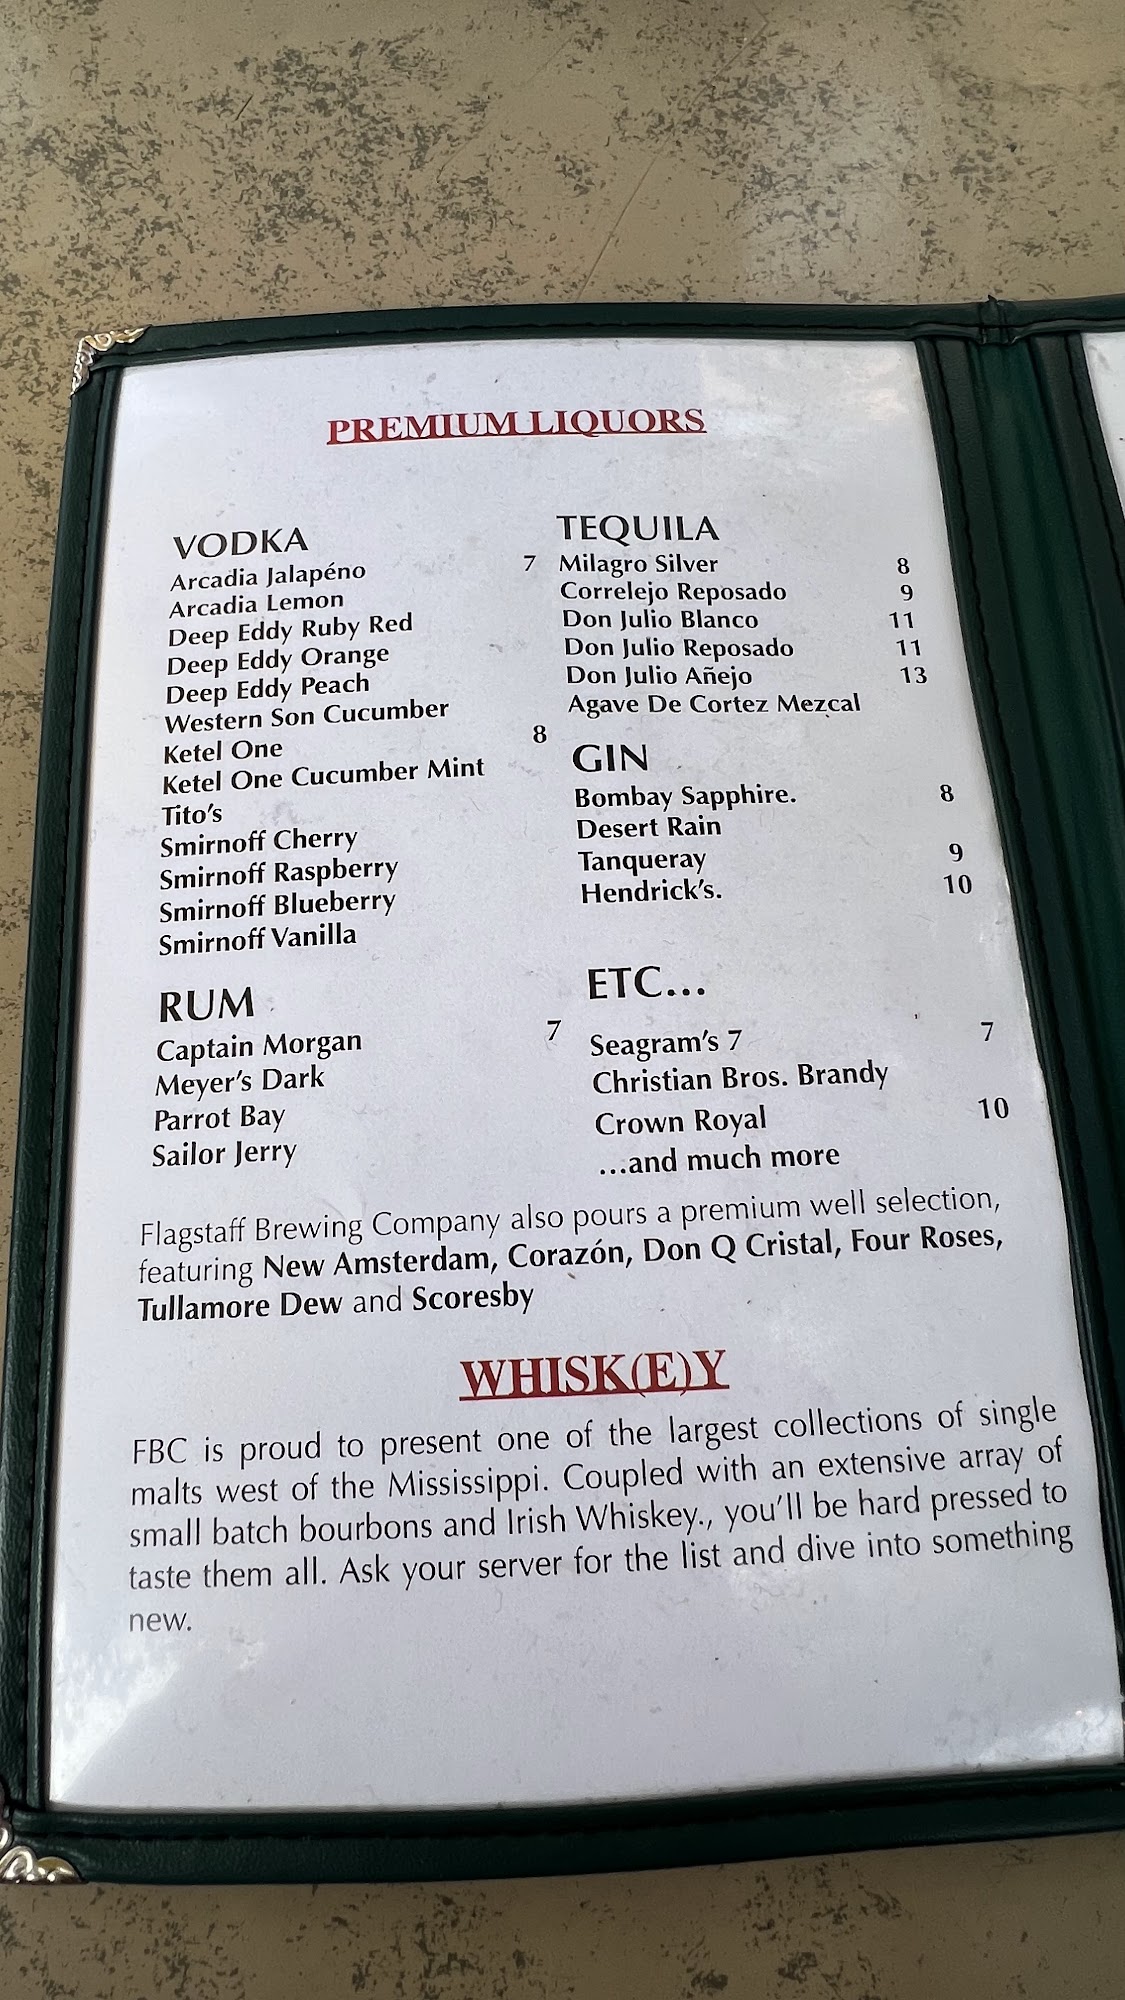 PREMIUM LIQUORS
VODKA
Arcadia Jalapéno 7
Arcadia Lemon
Deep Eddy Ruby Red
Deep Eddy Orange
Deep Eddy Peach
Western Son Cucumber
Ketel One 8
Ketel One Cucumber Mint
Tito's
Smirnoff Cherry
Smirnoff Raspberry
Smirnoff Blueberry
Smirnoff Vanilla
RUM
Captain Morgan 7
Meyer's Dark
Parrot Bay
Sailor Jerry
TEQUILA
Milagro Silver 8
Correlejo Reposado 9
Don Julio Blanco 11
Don Julio Reposado 11
Don Julio Añejo 13
Agave De Cortez Mezcal
GIN
Bombay Sapphire. 8
Desert Rain
Tanqueray 9
Hendrick's. 10
ETC...
Seagram's 7 7
Christian Bros. Brandy
Crown Royal 10
...and much more
Flagstaff Brewing Company also pours a premium well selection,
featuring New Amsterdam, Corazón, Don Q Cristal, Four Roses,
Tullamore Dew and Scoresby
WHISK(E)Y
FBC is proud to present one of the largest collections of single
malts west of the Mississippi. Coupled with an extensive array of
small batch bourbons and Irish Whiskey., you'll be hard pressed to
taste them all. Ask your server for the list and dive into something
new.